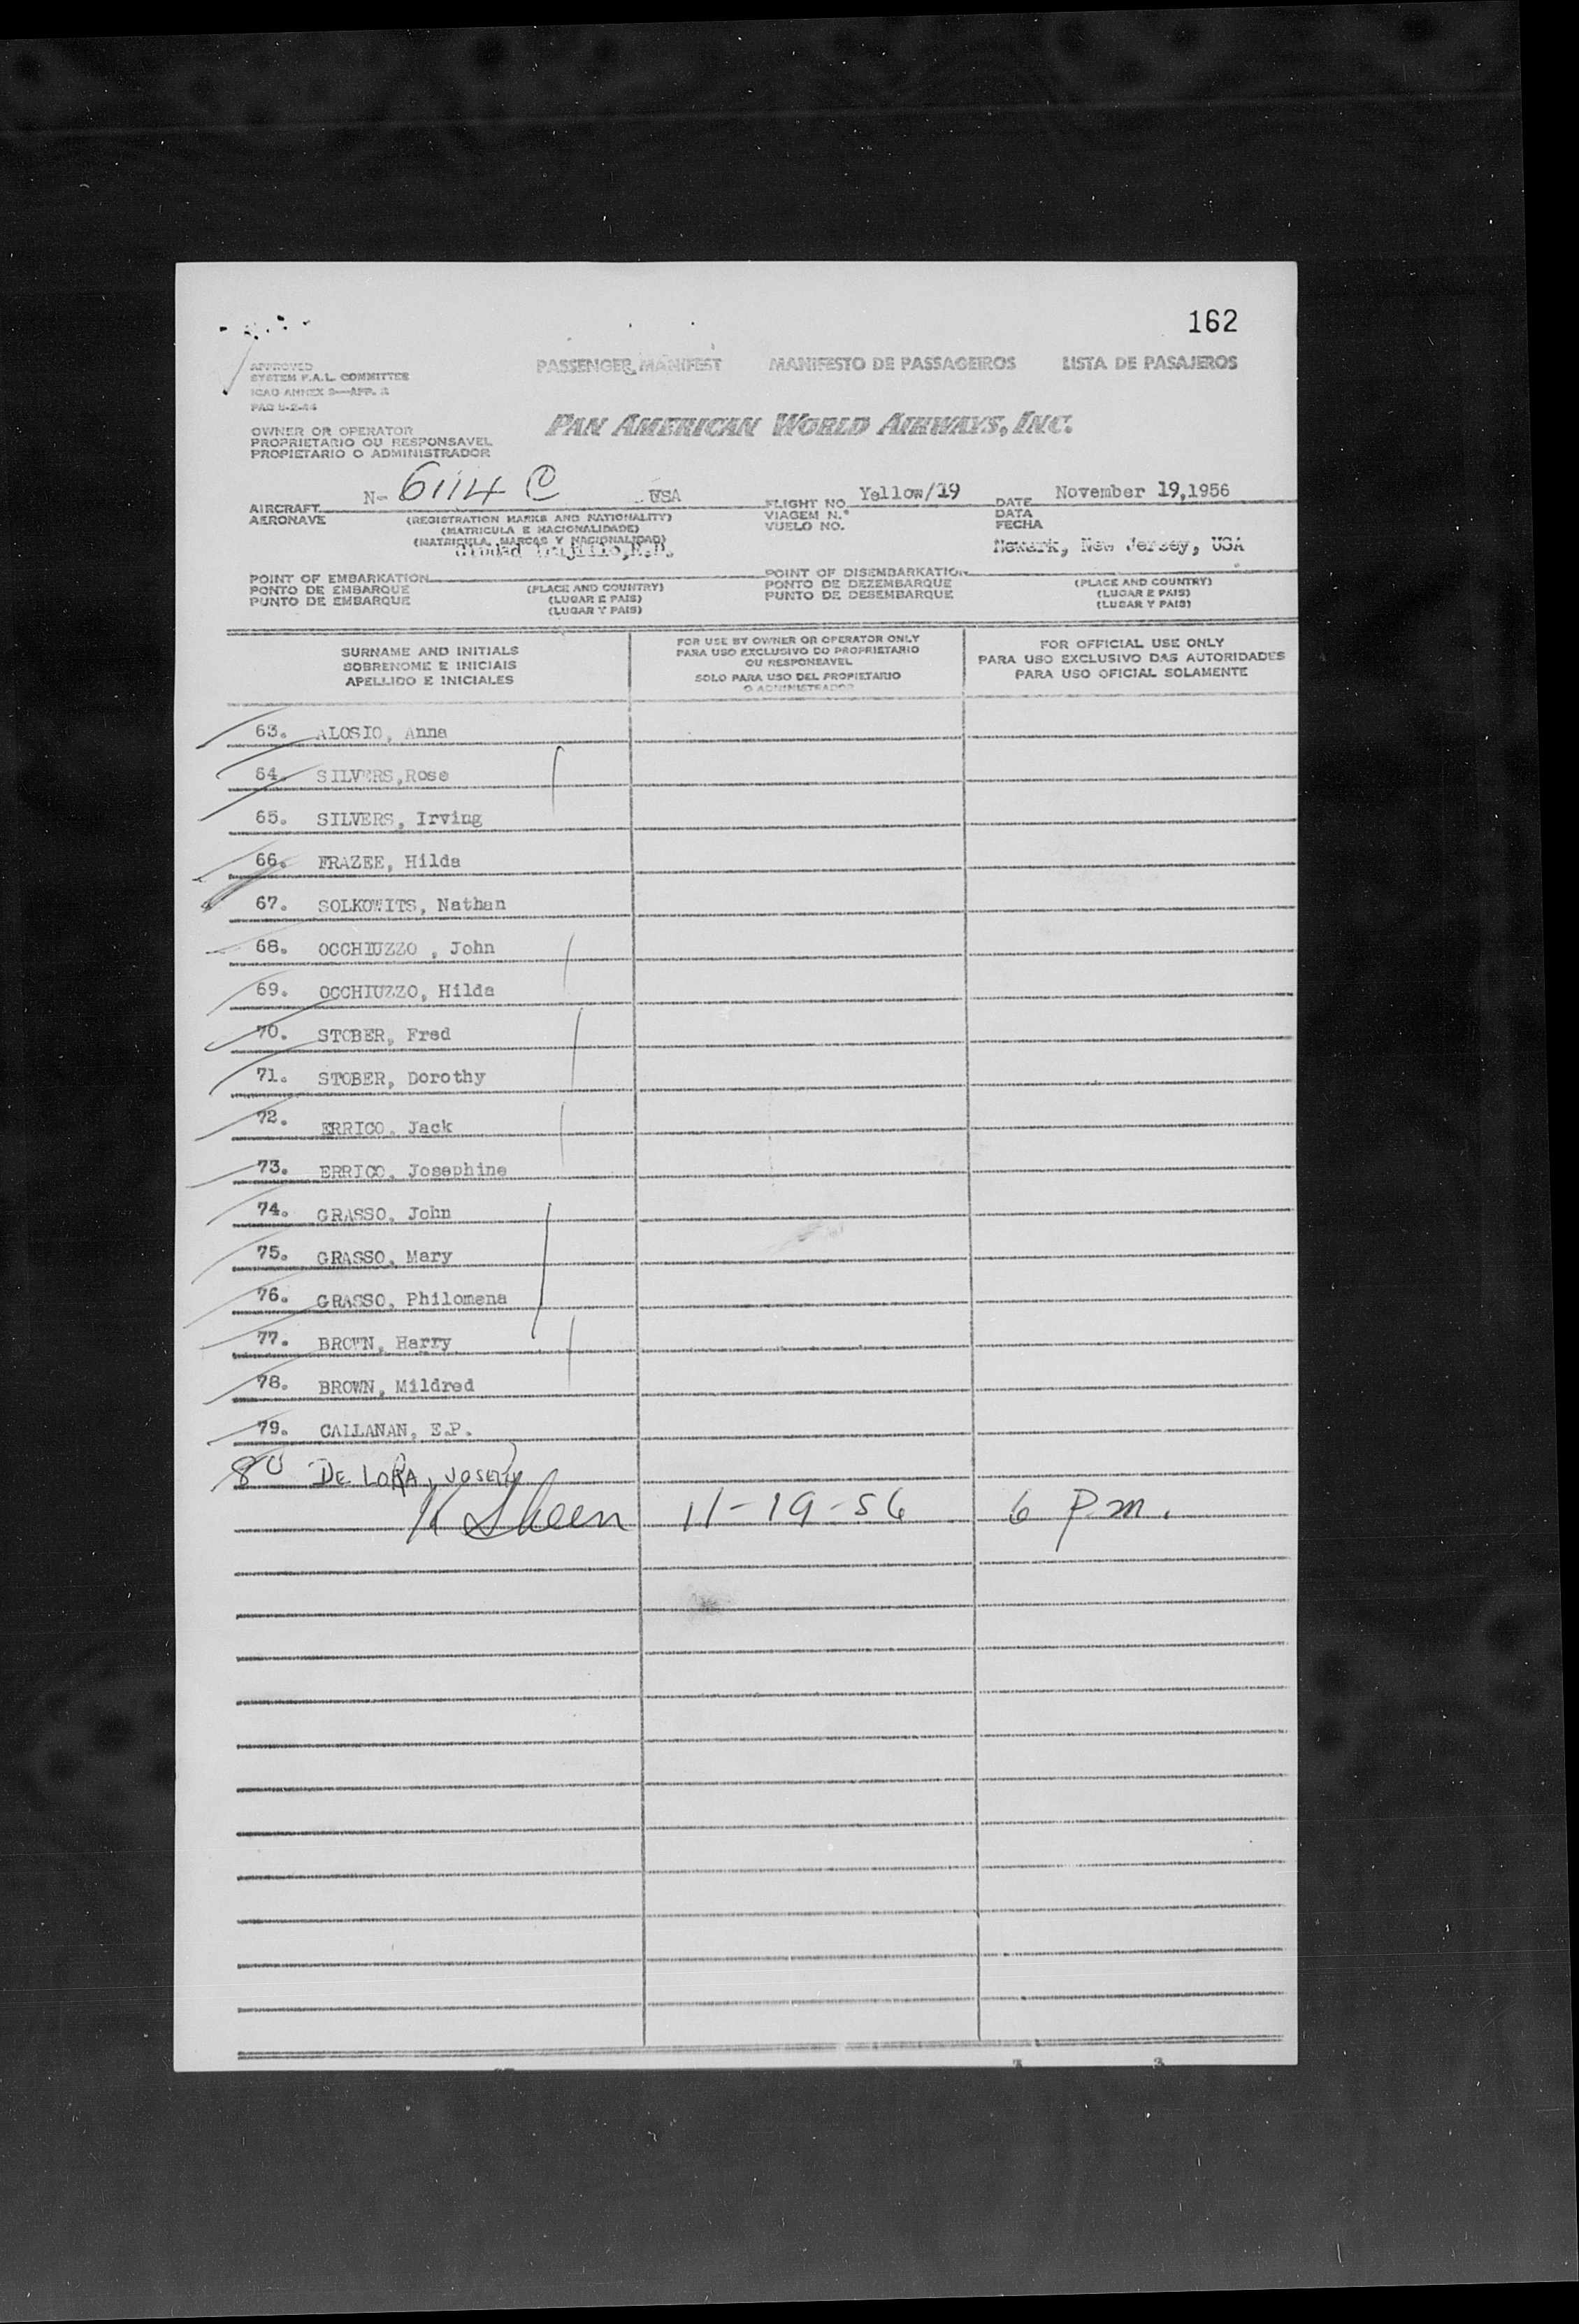 162
APPROVED
SYSTEM F.A.L. COMMITTEE
ICAO ANNEX 9—APP. 
PASSENGER MANIFEST MANIFESTO DE PASSAGEIROS LISTA DE PASAJEROS
PAN AMERICAN WORLD AIRWAYS, INC.
OWNER OR OPERATOR
PROPRIETARIO OU RESPONSAVEL
PROPIETARIO O ADMINISTRADOR
AIRCRAFT N- 6114 C USA
AERONAVE
(REGISTRATION MARKS AND NATIONALITY)
(MATRICULA E NACIONALIDADE)
(MATRICULA, MARCAS Y NACIONALIDAD)
FLIGHT NO. Yellow/19
VIAGEM N.º
VUELO NO.
DATE November 19,1956
DATA
FECHA
Ciudad Trujillo,R.D.
POINT OF EMBARKATION
PONTO DE EMBARQUE
PUNTO DE EMBARQUE
(PLACE AND COUNTRY)
(LUGAR E PAIS)
(LUGAR Y PAIS)
Newark, New Jersey, USA
POINT OF DISEMBARKATION
PONTO DE DEZEMBARQUE
PUNTO DE DESEMBARQUE
(PLACE AND COUNTRY)
(LUGAR E PAIS)
(LUGAR Y PAIS)
SURNAME AND INITIALS
SOBRENOME E INICIAIS
APELLIDO E INICIALES
FOR USE BY OWNER OR OPERATOR ONLY
PARA USO EXCLUSIVO DO PROPRIETARIO
OU RESPONSAVEL
SOLO PARA USO DEL PROPIETARIO
O ADMINISTRADOR
FOR OFFICIAL USE ONLY
PARA USO EXCLUSIVO DAS AUTORIDADES
PARA USO OFICIAL SOLAMENTE
63. ALOSIO, Anna
64. SILVERS,Rose
65. SILVERS, Irving
66. FRAZEE, Hilda
67. SOLKOWITS, Nathan
68. OCCHIUZZO , John
69. OCCHIUZZO, Hilda
70. STOBER, Fred
71. STOBER, Dorothy
72. ERRICO, Jack
73. ERRICO, Josephine
74. GRASSO, John
75. GRASSO, Mary
76. GRASSO, Philomena
77. BROWN, Harry
78. BROWN, Mildred
79. CALLANAN, E.P.
80 DE LORA, JOSEPH
K Sheen 11-19-56 6 P.m.